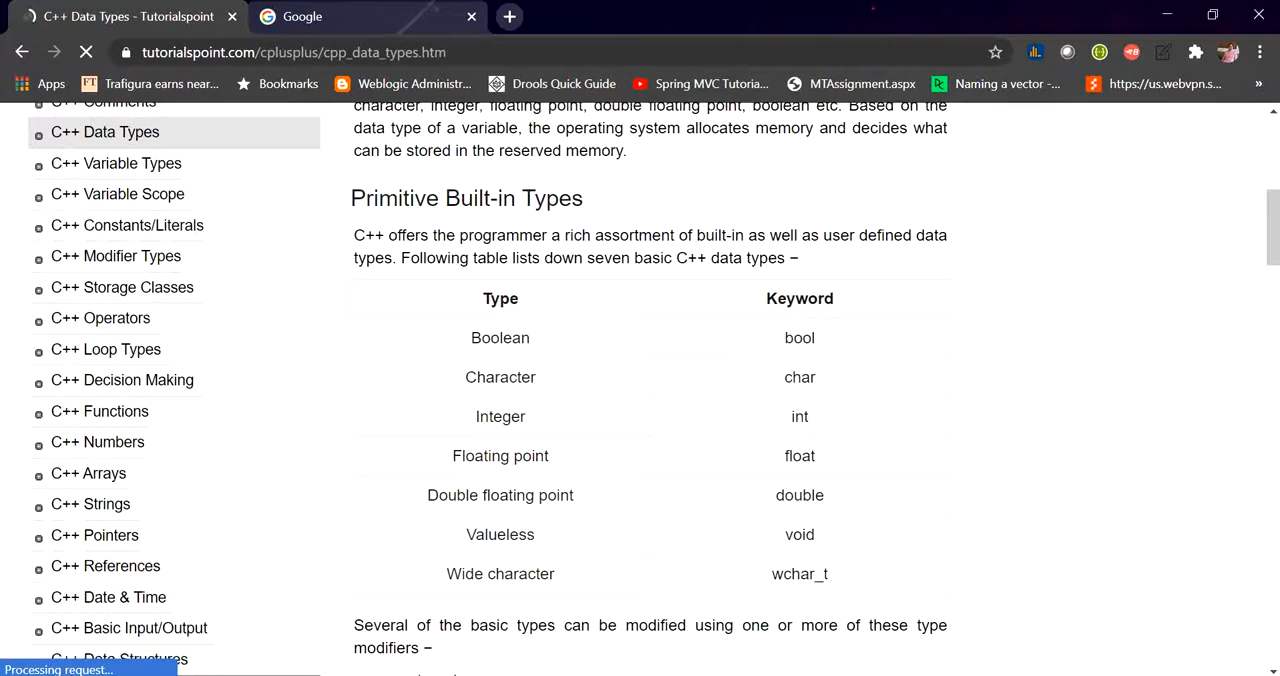 C++ Data Types - Tutorialspoint
Google
tutorialspoint.com/cplusplus/cpp_data_types.htm
Apps
FT Trafigura earns near...
Bookmarks
Weblogic Administr...
Drools Quick Guide
Spring MVC Tutoria...
MTAssignment.aspx
Naming a vector -...
https://us.webvpn.s...
»
C++ Comments
C++ Data Types
C++ Variable Types
C++ Variable Scope
C++ Constants/Literals
C++ Modifier Types
C++ Storage Classes
C++ Operators
C++ Loop Types
C++ Decision Making
C++ Functions
C++ Numbers
C++ Arrays
C++ Strings
C++ Pointers
C++ References
C++ Date & Time
C++ Basic Input/Output
C++ Data Structures
Processing request...
character, integer, floating point, double floating point, boolean etc. Based on the
data type of a variable, the operating system allocates memory and decides what
can be stored in the reserved memory.
Primitive Built-in Types
C++ offers the programmer a rich assortment of built-in as well as user defined data
types. Following table lists down seven basic C++ data types −
Type Keyword
Boolean bool
Character char
Integer int
Floating point float
Double floating point double
Valueless void
Wide character wchar_t
Several of the basic types can be modified using one or more of these type
modifiers −